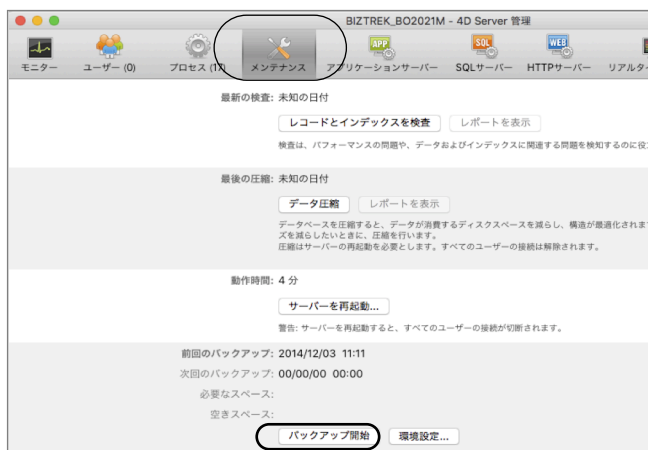 BIZTREK_BO2021M - 4D Server 管理
モニター
ユーザー (0)
プロセス (17)
メンテナンス
アプリケーションサーバー
SQLサーバー
HTTPサーバー
リアルタイ
最新の検査: 未知の日付
レコードとインデックスを検査
レポートを表示
検査は、パフォーマンスの問題や、データおよびインデックスに関連する問題を検知するのに役
最後の圧縮: 未知の日付
データ圧縮
レポートを表示
データベースを圧縮すると、データが消費するディスクスペースを減らし、構造が最適化されま
ズを減らしたいときに、圧縮を行います。
圧縮はサーバーの再起動を必要とします。すべてのユーザーの接続は解除されます。
動作時間: 4 分
サーバーを再起動...
警告: サーバーを再起動すると、すべてのユーザーの接続が切断されます。
前回のバックアップ: 2014/12/03 11:11
次回のバックアップ: 00/00/00 00:00
必要なスペース:
空きスペース:
バックアップ開始
環境設定...